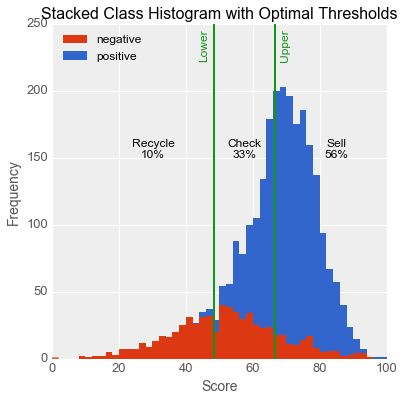 Stacked Class Histogram with Optimal Thresholds
250
200
150
100
50
0
Frequency
negative
positive
Lower
Upper
Recycle
10%
Check
33%
Sell
56%
0 20 40 60 80 100
Score